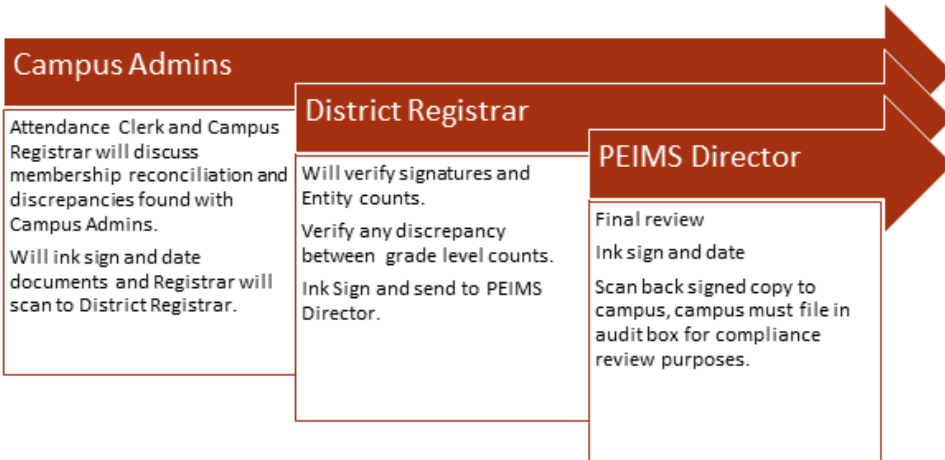 Campus Admins
Attendance Clerk and Campus
Registrar will discuss
membership reconciliation and
discrepancies found with
Campus Admins.
Will ink sign and date
documents and Registrar will
scan to District Registrar.
District Registrar
Will verify signatures and
Entity counts.
Verify any discrepancy
between grade level counts.
Ink Sign and send to PEIMS
Director.
PEIMS Director
Final review
Ink sign and date
Scan back signed copy to
campus, campus must file in
audit box for compliance
review purposes.